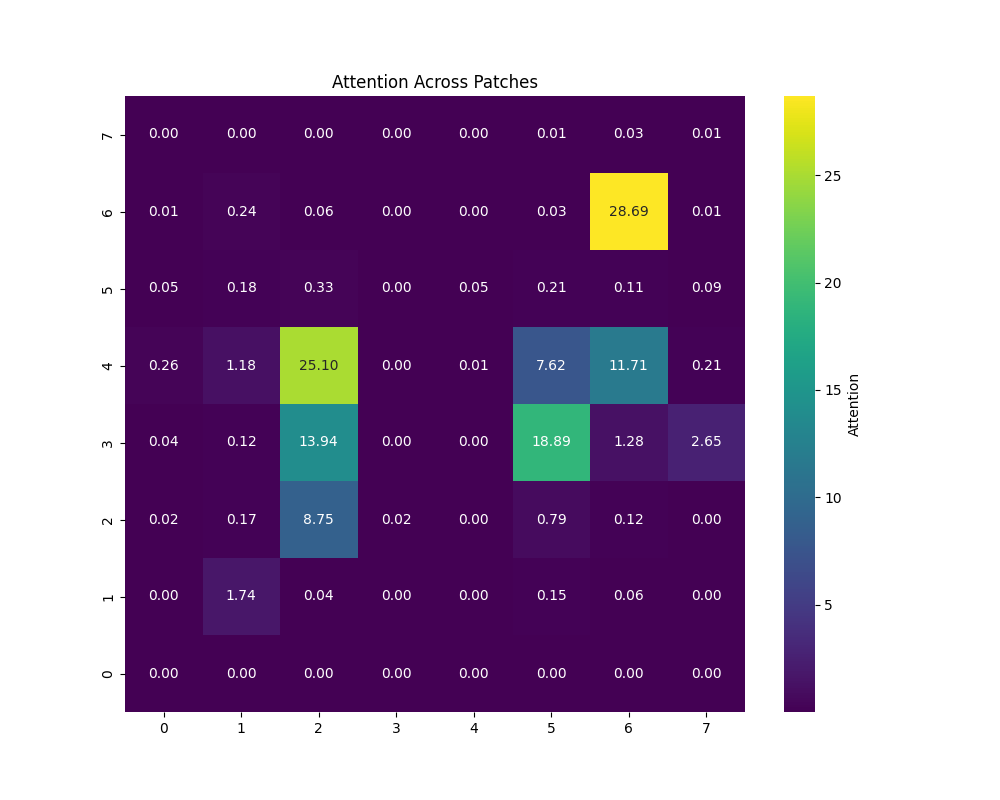 Attention Across Patches
7 0.00 0.00 0.00 0.00 0.00 0.01 0.03 0.01
6 0.01 0.24 0.06 0.00 0.00 0.03 28.69 0.01
5 0.05 0.18 0.33 0.00 0.05 0.21 0.11 0.09
4 0.26 1.18 25.10 0.00 0.01 7.62 11.71 0.21
3 0.04 0.12 13.94 0.00 0.00 18.89 1.28 2.65
2 0.02 0.17 8.75 0.02 0.00 0.79 0.12 0.00
1 0.00 1.74 0.04 0.00 0.00 0.15 0.06 0.00
0 0.00 0.00 0.00 0.00 0.00 0.00 0.00 0.00
0 1 2 3 4 5 6 7
25
20
15
10
5
Attention